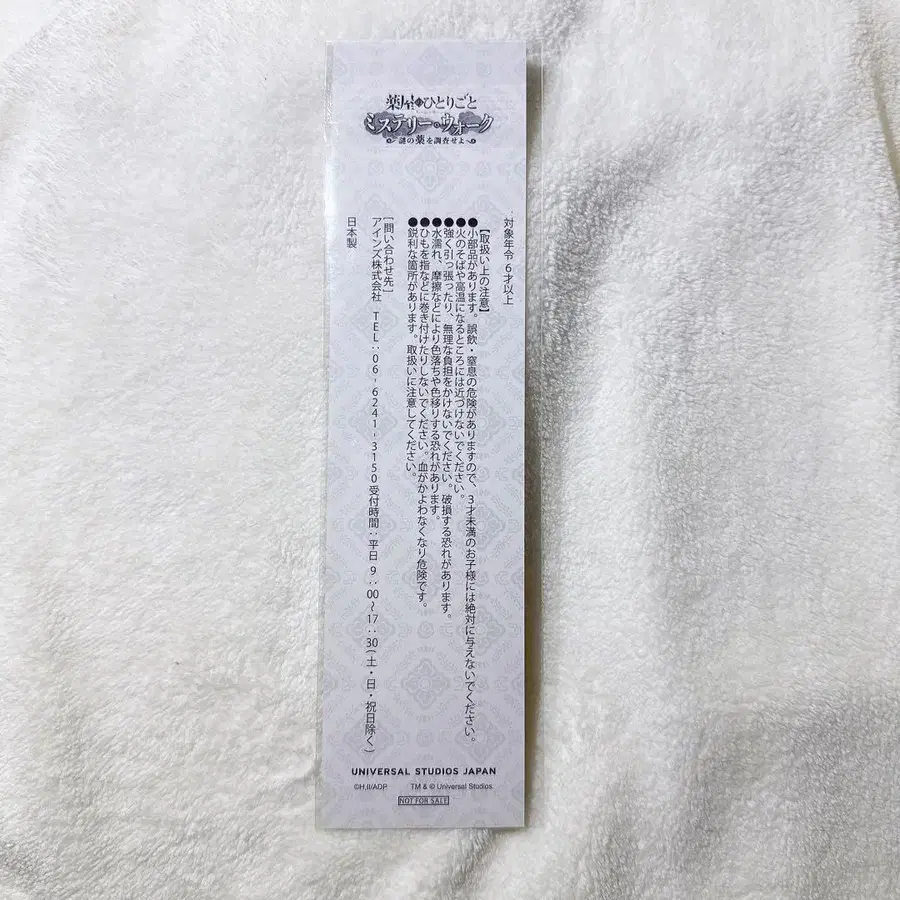 薬屋のひとりごと
ミステリー・ウォーク
～謎の薬を調査せよ～
対象年令 6才以上
【取扱い上の注意】
●小部品があります。誤飲・窒息の危険がありますので、3才未満のお子様には絶対に与えないでください。
●火のそばや高温になるところには近づけないでください。
●強く引っ張ったり、無理な負担をかけないでください。破損する恐れがあります。
●水濡れ、摩擦などにより色落ちや色移りする恐れがあります。
●ひもを指などに巻き付けたりしないでください。血がかよわなくなり危険です。
●鋭利な箇所があります。取扱いに注意してください。
[問い合わせ先]
アインズ株式会社 TEL:06-6241-3150 受付時間:平日 9:00～17:30(土・日・祝日除く)
日本製
UNIVERSAL STUDIOS JAPAN
©H,II/ADP TM & © Universal Studios
NOT FOR SALE